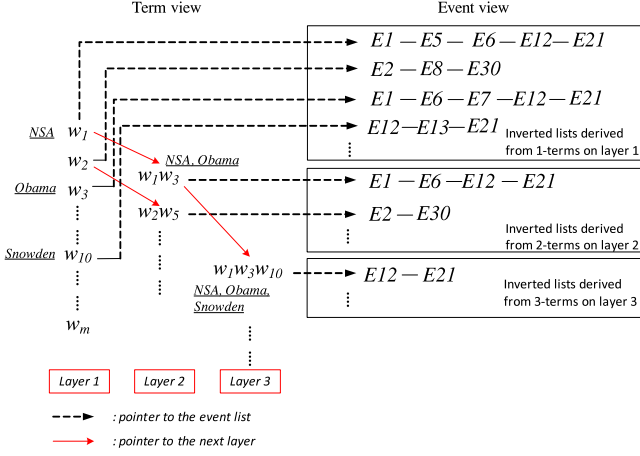 Term view
Event view
E1 — E5 — E6 — E12 — E21
E2 — E8 — E30
E1 — E6 — E7 — E12 — E21
E12 — E13 — E21
Inverted lists derived
from 1-terms on layer 1
NSA w1
w2
Obama w3
Snowden w10
wm
NSA, Obama
w1w3
w2w5
E1 — E6 — E12 — E21
E2 — E30
Inverted lists derived
from 2-terms on layer 2
w1w3w10
NSA, Obama,
Snowden
E12 — E21
Inverted lists derived
from 3-terms on layer 3
Layer 1 Layer 2 Layer 3
: pointer to the event list
: pointer to the next layer